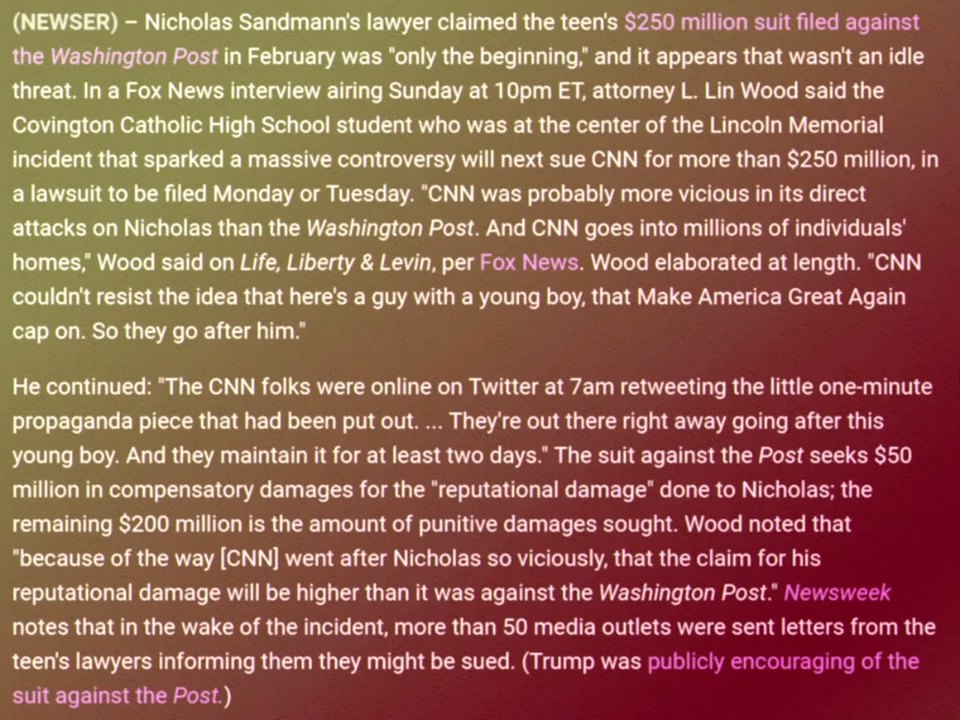 (NEWSER) – Nicholas Sandmann's lawyer claimed the teen's $250 million suit filed against
the Washington Post in February was "only the beginning," and it appears that wasn't an idle
threat. In a Fox News interview airing Sunday at 10pm ET, attorney L. Lin Wood said the
Covington Catholic High School student who was at the center of the Lincoln Memorial
incident that sparked a massive controversy will next sue CNN for more than $250 million, in
a lawsuit to be filed Monday or Tuesday. "CNN was probably more vicious in its direct
attacks on Nicholas than the Washington Post. And CNN goes into millions of individuals'
homes," Wood said on Life, Liberty & Levin, per Fox News. Wood elaborated at length. "CNN
couldn't resist the idea that here's a guy with a young boy, that Make America Great Again
cap on. So they go after him."
He continued: "The CNN folks were online on Twitter at 7am retweeting the little one-minute
propaganda piece that had been put out. ... They're out there right away going after this
young boy. And they maintain it for at least two days." The suit against the Post seeks $50
million in compensatory damages for the "reputational damage" done to Nicholas; the
remaining $200 million is the amount of punitive damages sought. Wood noted that
"because of the way [CNN] went after Nicholas so viciously, that the claim for his
reputational damage will be higher than it was against the Washington Post." Newsweek
notes that in the wake of the incident, more than 50 media outlets were sent letters from the
teen's lawyers informing them they might be sued. (Trump was publicly encouraging of the
suit against the Post.)